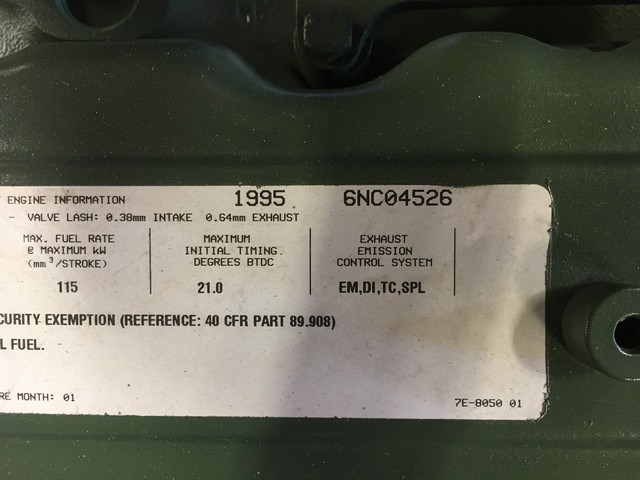 ENGINE INFORMATION 1995 6NC04526
- VALVE LASH: 0.38mm INTAKE 0.64mm EXHAUST
MAX. FUEL RATE
@ MAXIMUM kW
(mm³/STROKE)
115
MAXIMUM
INITIAL TIMING.
DEGREES BTDC
21.0
EXHAUST
EMISSION
CONTROL SYSTEM
EM,DI,TC,SPL
CURITY EXEMPTION (REFERENCE: 40 CFR PART 89.908)
L FUEL.
RE MONTH: 01
7E-8050 01